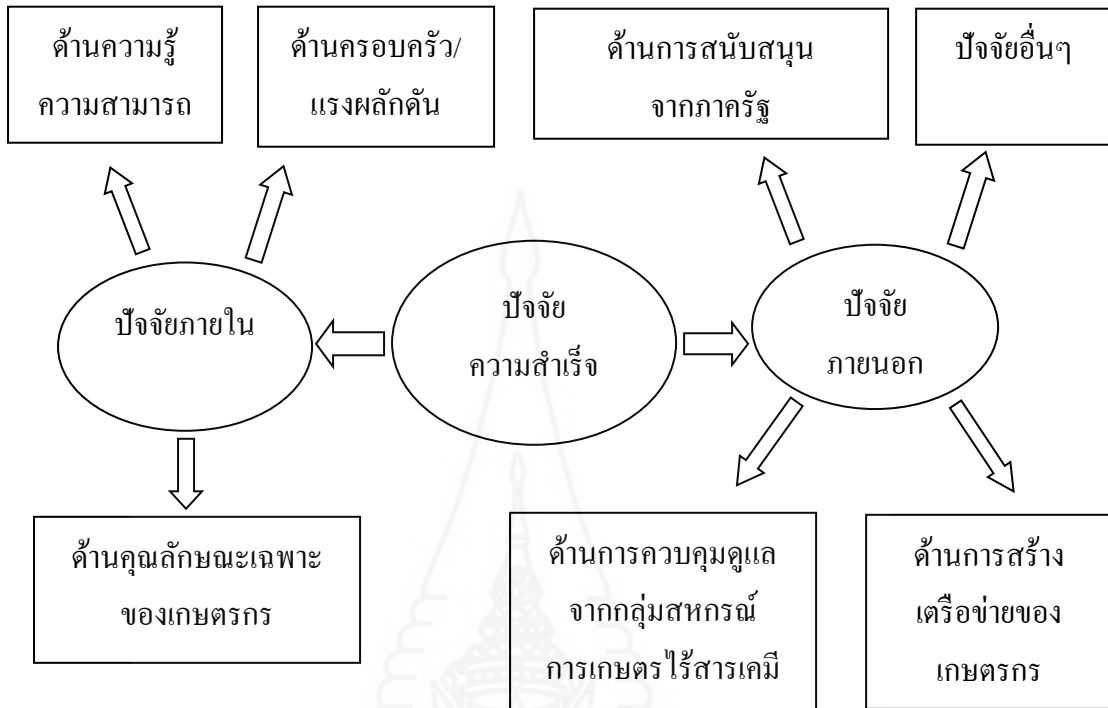 ด้านความรู้
ความสามารถ
ด้านครอบครัว/
แรงผลักดัน
ด้านการสนับสนุน
จากภาครัฐ
ปัจจัยอื่นๆ
ปัจจัยภายใน
ปัจจัย
ความสำเร็จ
ปัจจัย
ภายนอก
ด้านคุณลักษณะเฉพาะ
ของเกษตรกร
ด้านการควบคุมดูแล
จากกลุ่มสหกรณ์
การเกษตรไร้สารเคมี
ด้านการสร้าง
เตรือข่ายของ
เกษตรกร